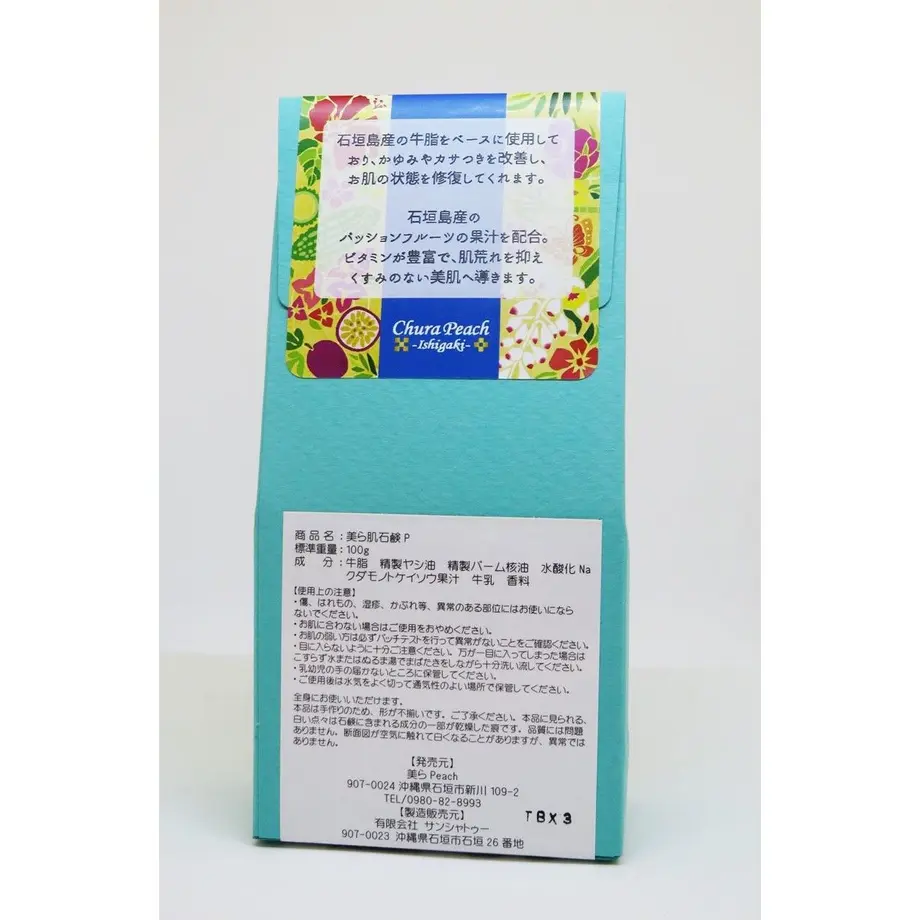 石垣島産の牛脂をベースに使用して
おり、かゆみやカサつきを改善し、
お肌の状態を修復してくれます。
石垣島産の
パッションフルーツの果汁を配合。
ビタミンが豊富で、肌荒れを抑え
くすみのない美肌へ導きます。
Chura Peach
-Ishigaki-
商品名：美ら肌石鹸P
標準重量：100g
成　分：牛脂　精製ヤシ油　精製パーム核油　水酸化Na
クダモノトケイソウ果汁　牛乳　香料
【使用上の注意】
・傷、はれもの、湿疹、かぶれ等、異常のある部位にはお使いになら
ないでください。
・お肌に合わない場合はご使用をおやめください。
・お肌の弱い方は必ずパッチテストを行って異常がないことをご確認ください。
・目に入らないように十分ご注意ください。万が一目に入ってしまった場合は
こすらず水またはぬるま湯でまばたきをしながら十分洗い流してください。
・乳幼児の手の届かないところに保管してください。
・ご使用後は水気をよく切って通気性のよい場所で保管してください。
全身にお使いいただけます。
本品は手作りのため、形が不揃いです。ご了承ください。本品に見られる、
白い点々は石鹸に含まれる成分の一部が乾燥した痕です。品質には問題
ありません。断面図が空気に触れて白くなることがありますが、異常では
ありません。
【発売元】
美らPeach
907-0024 沖縄県石垣市新川109-2
TEL/0980-82-8993
【製造販売元】
有限会社 サンシャトゥー
907-0023 沖縄県石垣市石垣26番地
TBX3